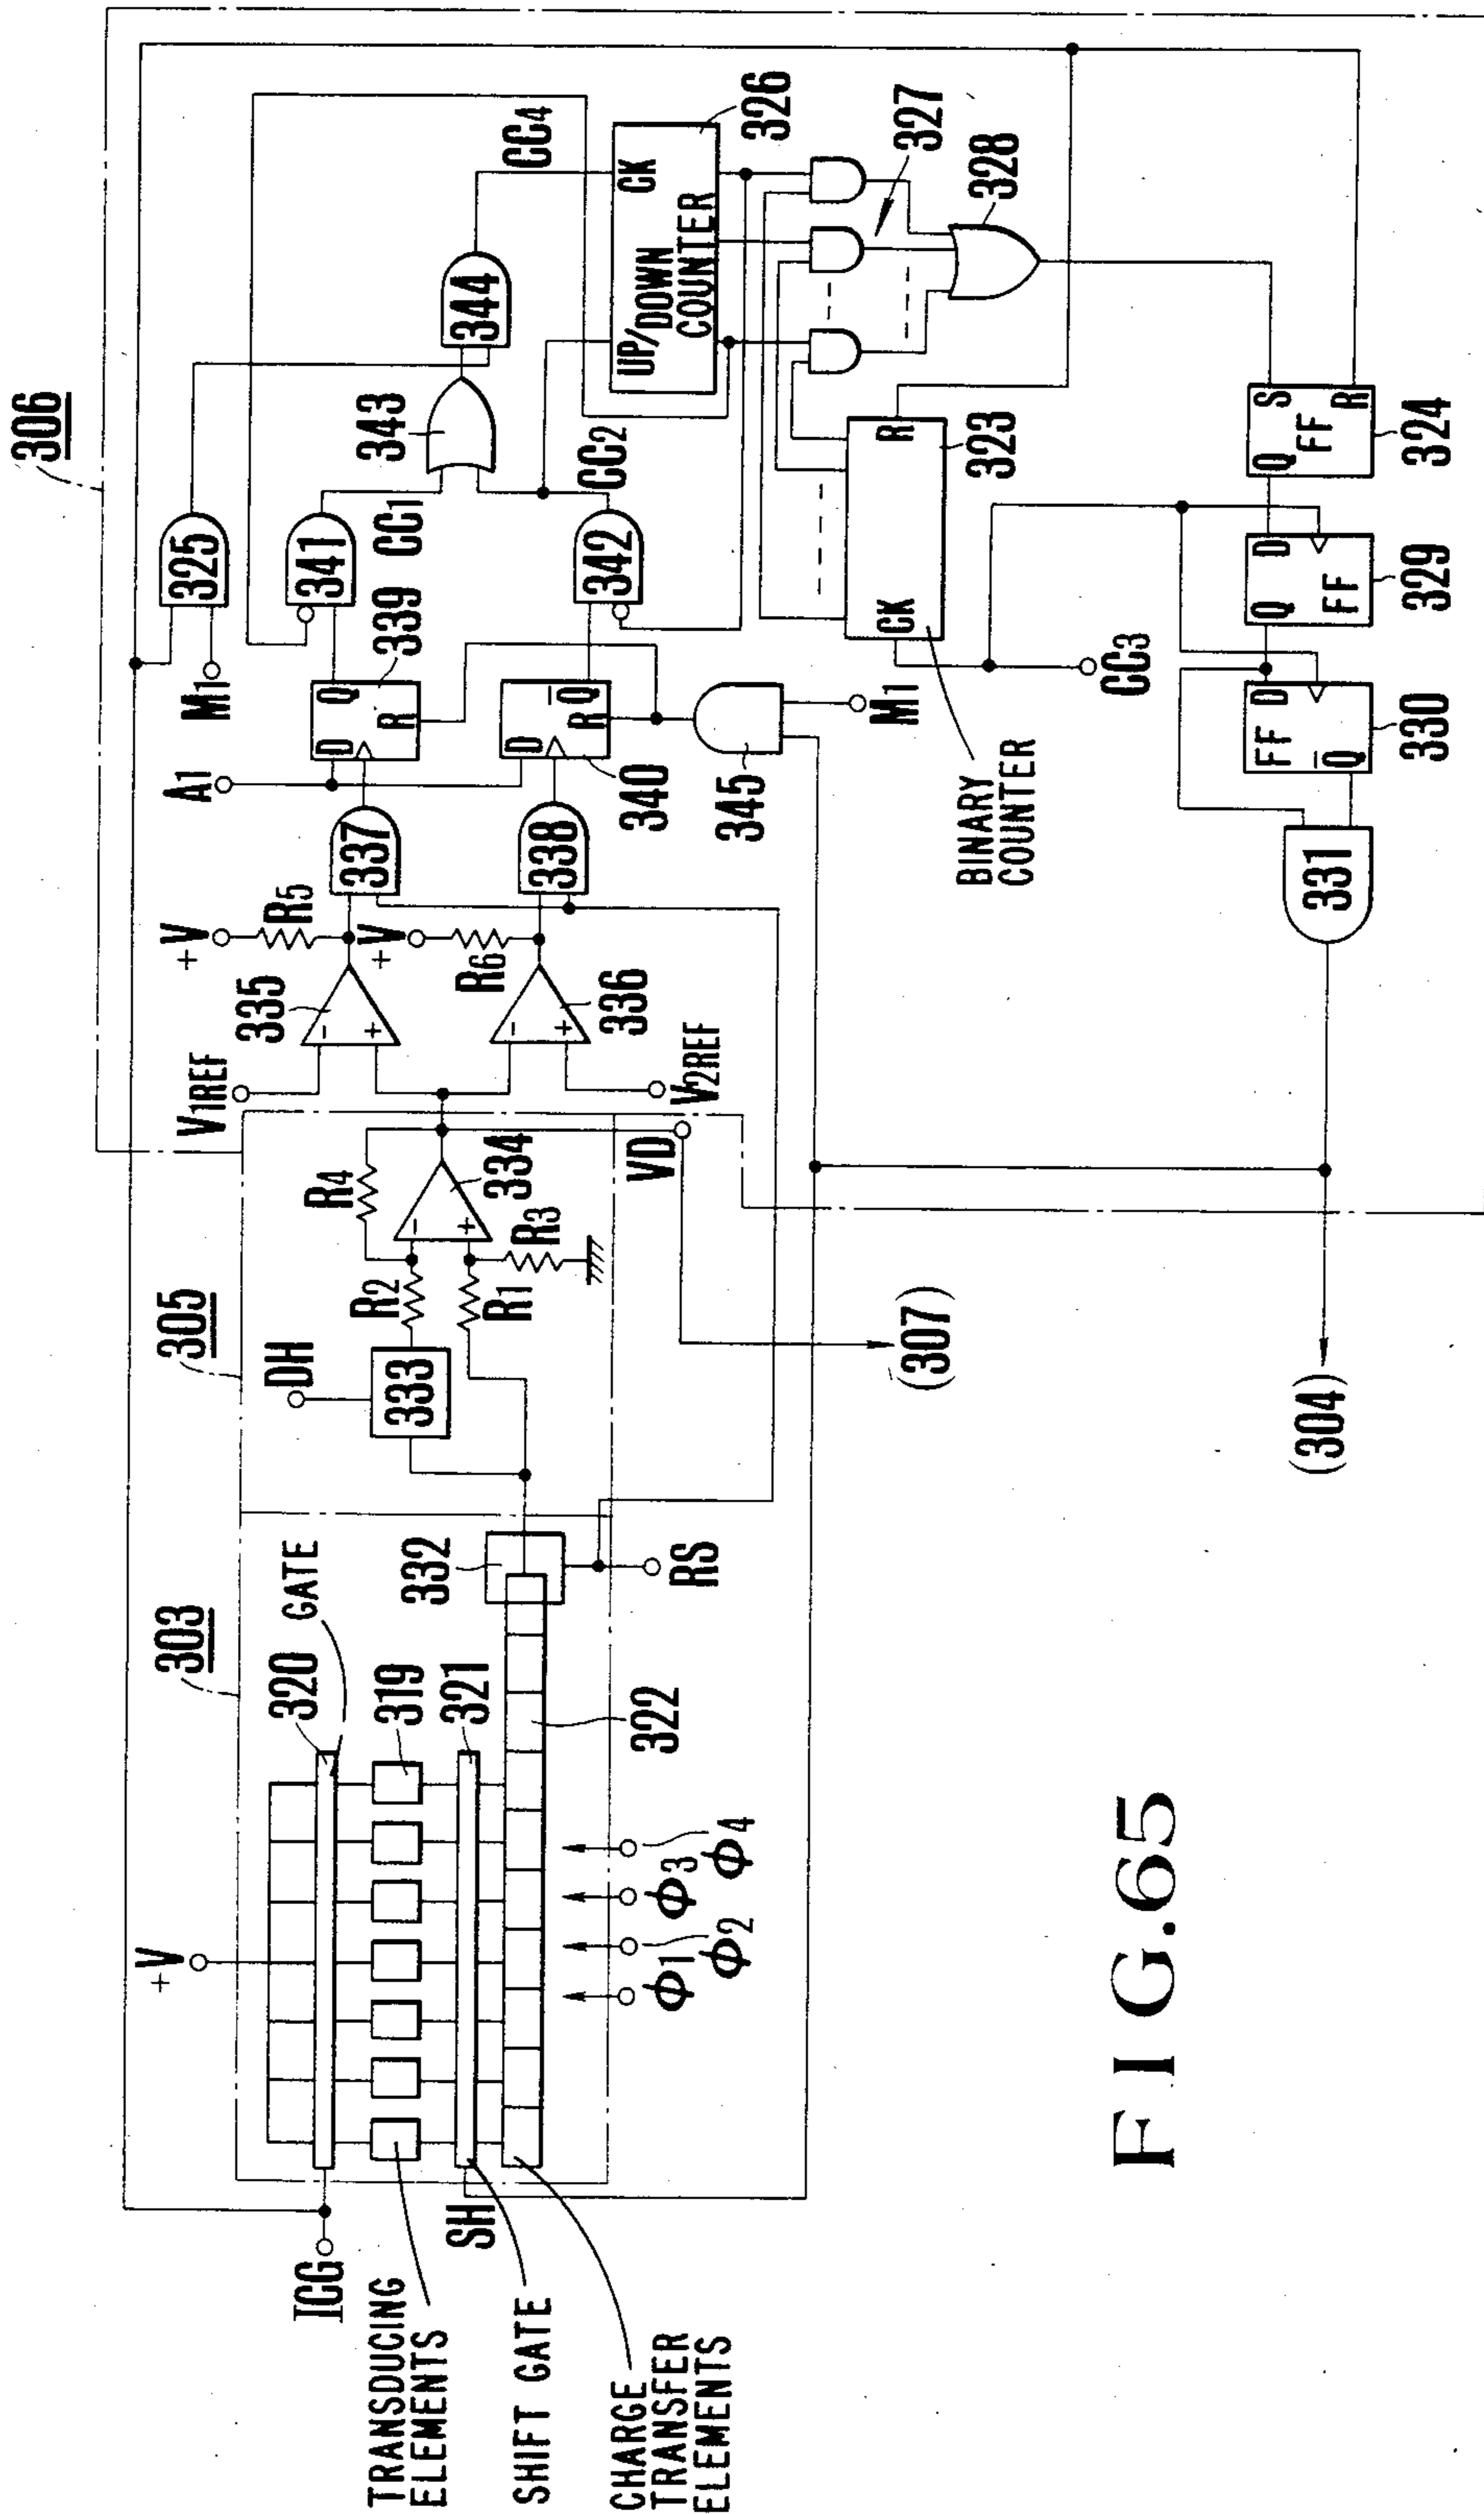 306
325
M1
A1
341
339
D
Q
R
CC1
343
344
CC4
CK
UP/DOWN
COUNTER
326
327
328
342
CC2
D
Q̅
R
340
345
M1
337
338
+V
R5
+V
R6
335
-
+
336
-
+
V1REF
V2REF
BINARY
COUNTER
CK
R
323
CC3
S
Q
FF
R
324
D
Q
FF
329
FF
D
Q̅
330
331
305
DH
333
R2
R4
R1
R3
-
+
334
VD
(307)
(304)
303
GATE
320
319
321
322
332
RS
+V
Φ1
Φ2
Φ3
Φ4
ICG
SH
TRANSDUCING
ELEMENTS
SHIFT GATE
CHARGE
TRANSFER
ELEMENTS
FIG.65